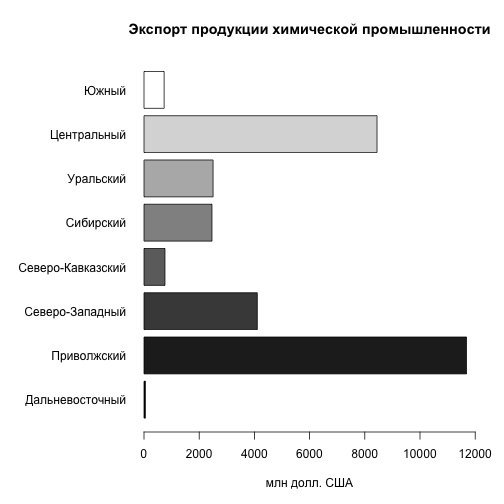 Экспорт продукции химической промышленности
Южный
Центральный
Уральский
Сибирский
Северо-Кавказский
Северо-Западный
Приволжский
Дальневосточный
0 2000 4000 6000 8000 10000 12000
млн долл. США